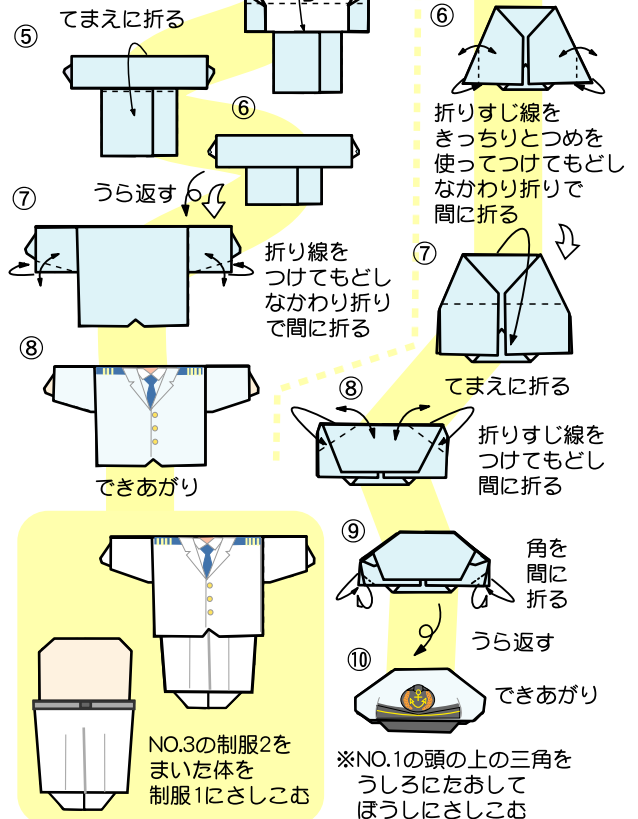 ⑤
てまえに折る
⑥
うら返す
⑦
折り線を
つけてもどし
なかわり折り
で間に折る
⑧
できあがり
NO.3の制服2を
まいた体を
制服1にさしこむ
⑥
折りすじ線を
きっちりとつめを
使ってつけてもどし
なかわり折りで
間に折る
⑦
てまえに折る
⑧
折りすじ線を
つけてもどし
間に折る
⑨
角を
間に
折る
うら返す
⑩
できあがり
※NO.1の頭の上の三角を
うしろにたおして
ぼうしにさしこむ